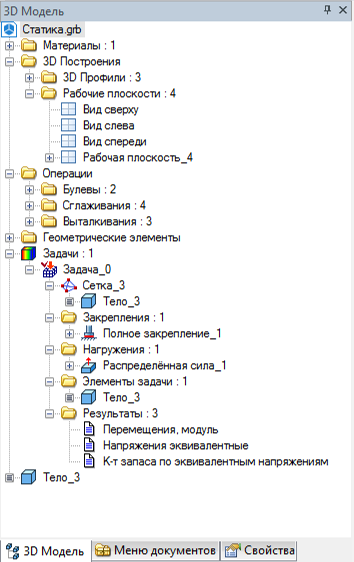 3D Модель
Статика.grb
Материалы : 1
3D Построения
3D Профили : 3
Рабочие плоскости : 4
Вид сверху
Вид слева
Вид спереди
Рабочая плоскость_4
Операции
Булевы : 2
Сглаживания : 4
Выталкивания : 3
Геометрические элементы
Задачи : 1
Задача_0
Сетка_3
Тело_3
Закрепления : 1
Полное закрепление_1
Нагружения : 1
Распределённая сила_1
Элементы задачи : 1
Тело_3
Результаты : 3
Перемещения, модуль
Напряжения эквивалентные
К-т запаса по эквивалентным напряжениям
Тело_3
3D Модель Меню документов Свойства